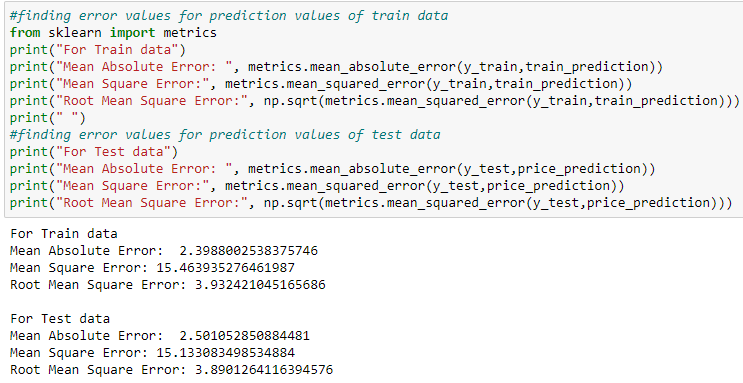 #finding error values for prediction values of train data
from sklearn import metrics
print("For Train data")
print("Mean Absolute Error: ", metrics.mean_absolute_error(y_train,train_prediction))
print("Mean Square Error:", metrics.mean_squared_error(y_train,train_prediction))
print("Root Mean Square Error:", np.sqrt(metrics.mean_squared_error(y_train,train_prediction)))
print(" ")
#finding error values for prediction values of test data
print("For Test data")
print("Mean Absolute Error: ", metrics.mean_absolute_error(y_test,price_prediction))
print("Mean Square Error:", metrics.mean_squared_error(y_test,price_prediction))
print("Root Mean Square Error:", np.sqrt(metrics.mean_squared_error(y_test,price_prediction)))
For Train data
Mean Absolute Error:  2.3988002538375746
Mean Square Error: 15.463935276461987
Root Mean Square Error: 3.932421045165686
For Test data
Mean Absolute Error:  2.501052850884481
Mean Square Error: 15.133083498534884
Root Mean Square Error: 3.8901264116394576